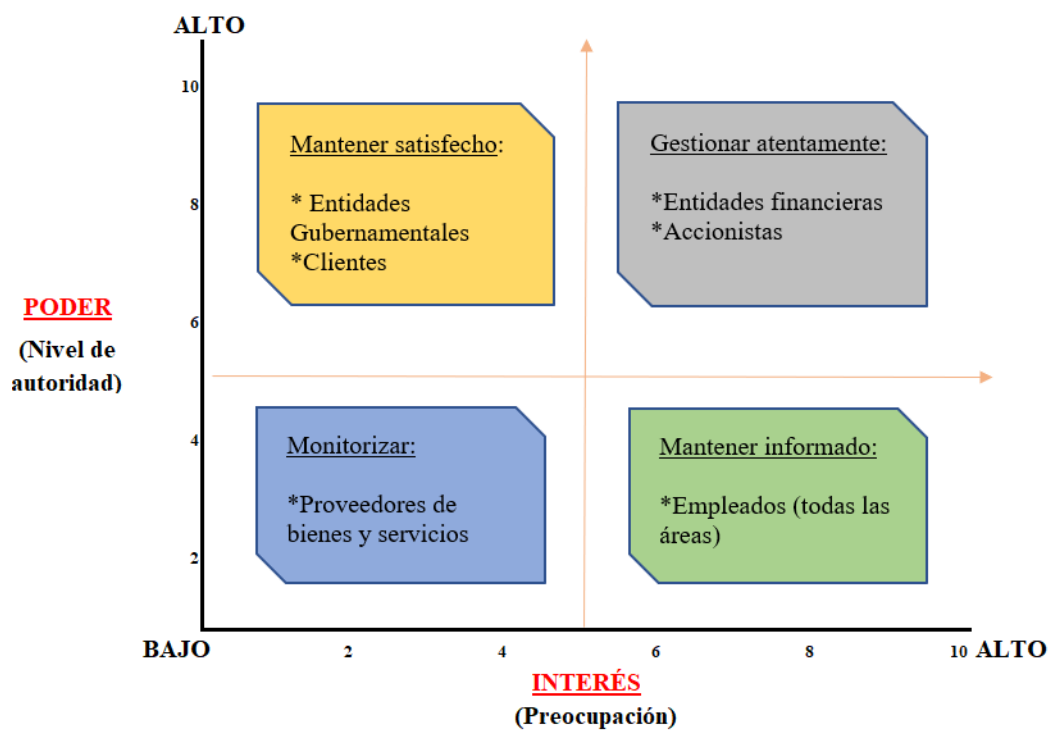 ALTO
10
8
6
4
2
PODER
(Nivel de
autoridad)
Mantener satisfecho:
* Entidades
Gubernamentales
*Clientes
Gestionar atentamente:
*Entidades financieras
*Accionistas
Monitorizar:
*Proveedores de
bienes y servicios
Mantener informado:
*Empleados (todas las
áreas)
BAJO
2
4
6
8
10
ALTO
INTERÉS
(Preocupación)